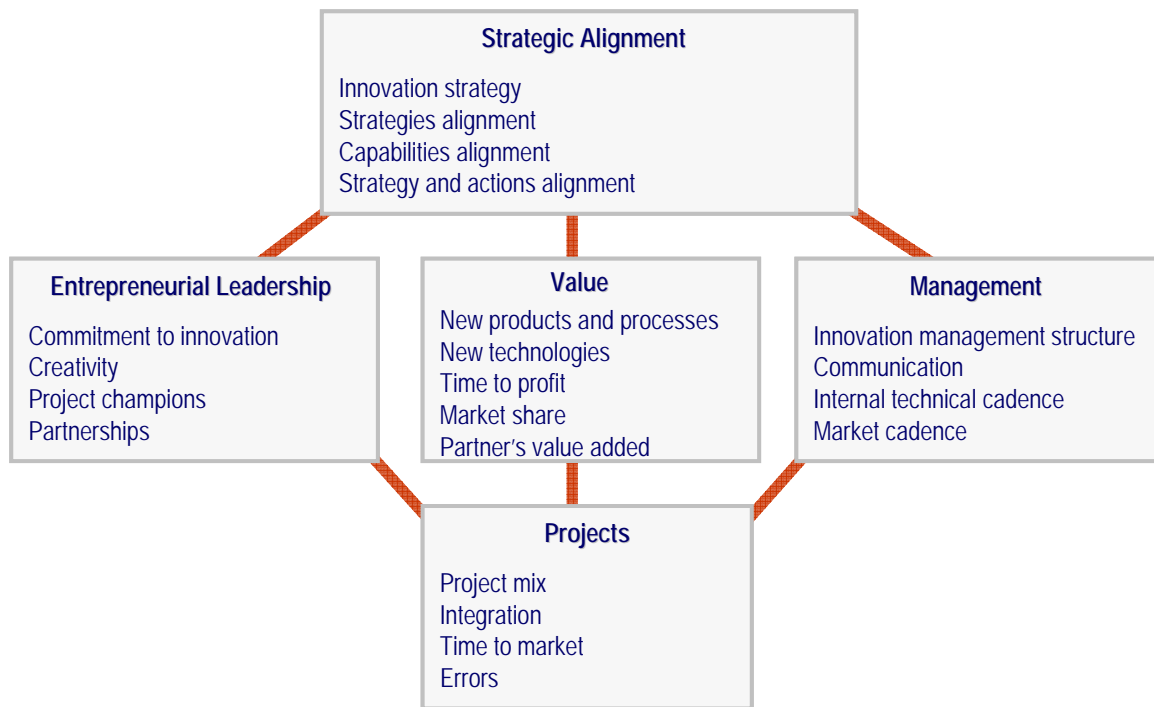 Strategic Alignment
Innovation strategy
Strategies alignment
Capabilities alignment
Strategy and actions alignment
Entrepreneurial Leadership
Commitment to innovation
Creativity
Project champions
Partnerships
Value
New products and processes
New technologies
Time to profit
Market share
Partner’s value added
Management
Innovation management structure
Communication
Internal technical cadence
Market cadence
Projects
Project mix
Integration
Time to market
Errors